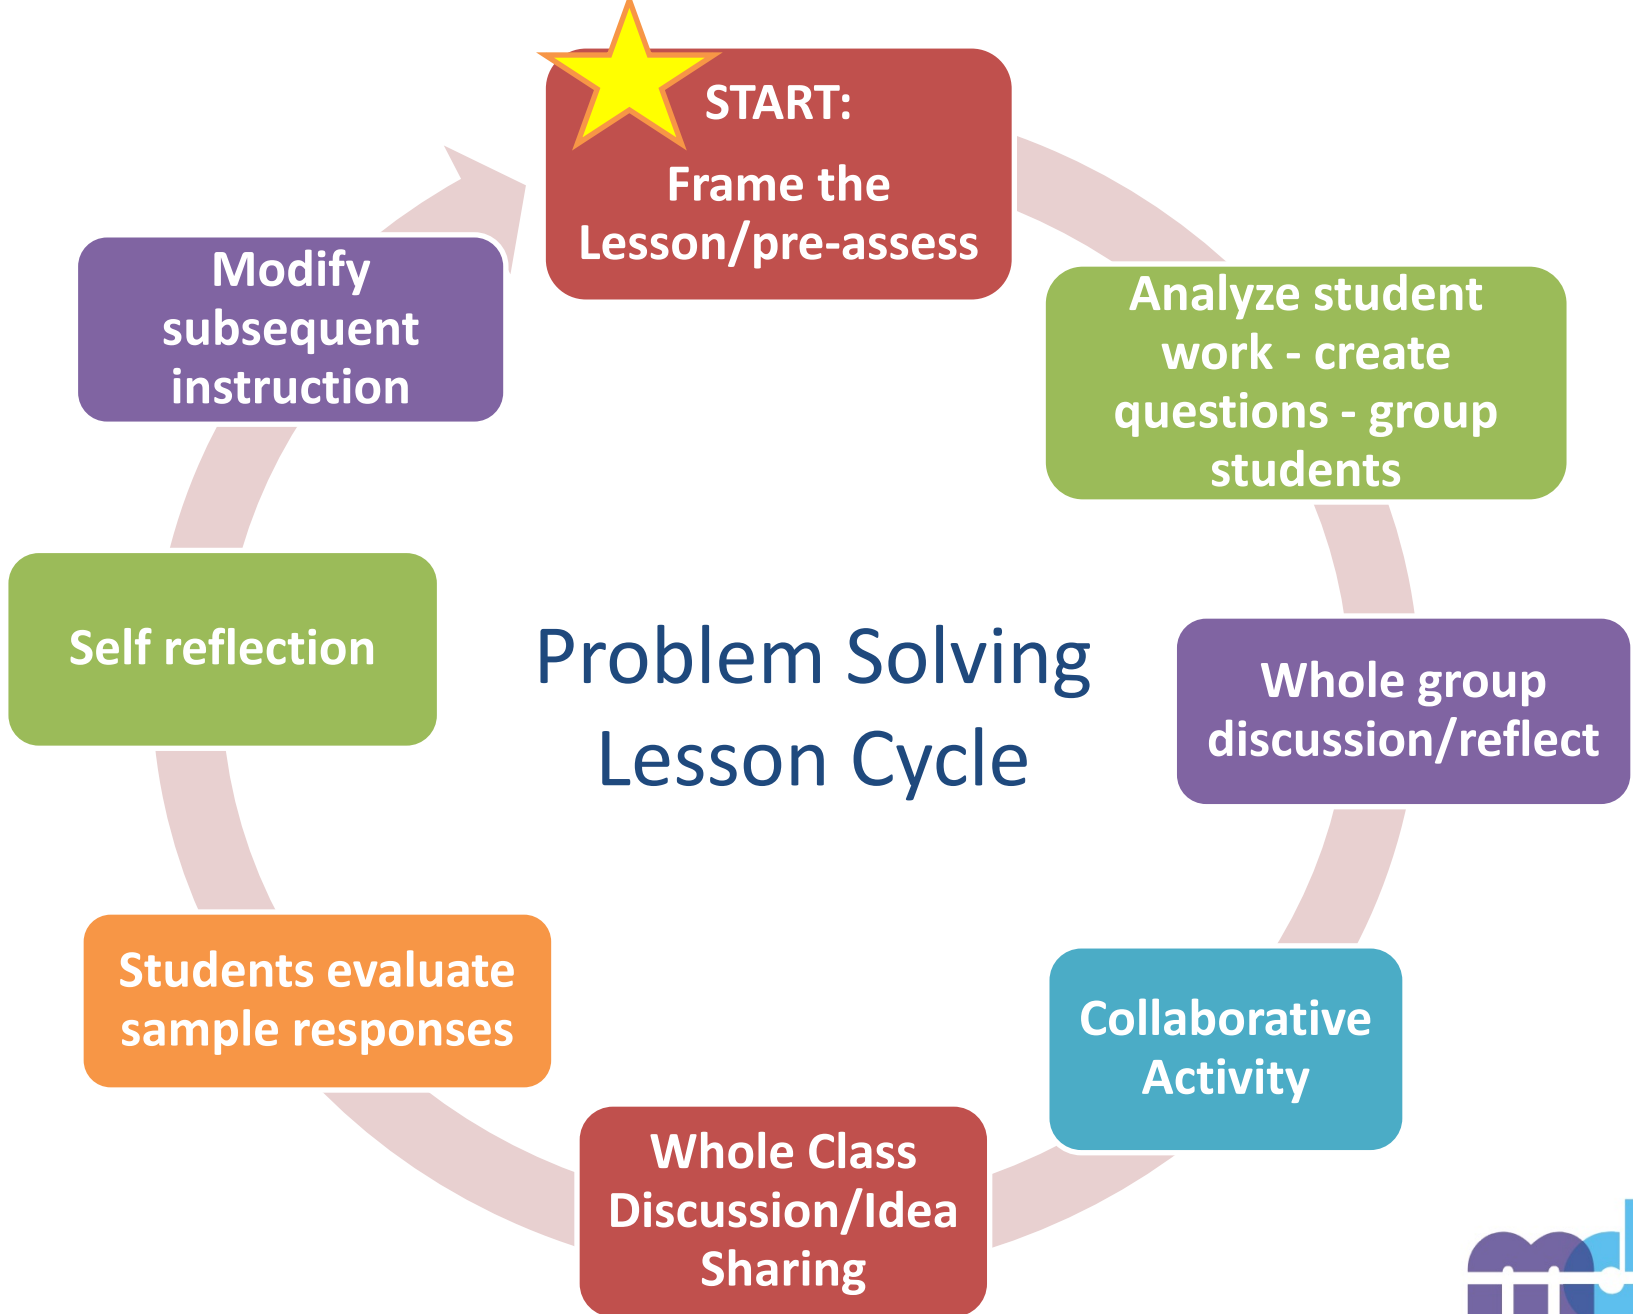 START:
Frame the
Lesson/pre-assess
Analyze student
work - create
questions - group
students
Whole group
discussion/reflect
Collaborative
Activity
Whole Class
Discussion/Idea
Sharing
Students evaluate
sample responses
Self reflection
Modify
subsequent
instruction
Problem Solving
Lesson Cycle